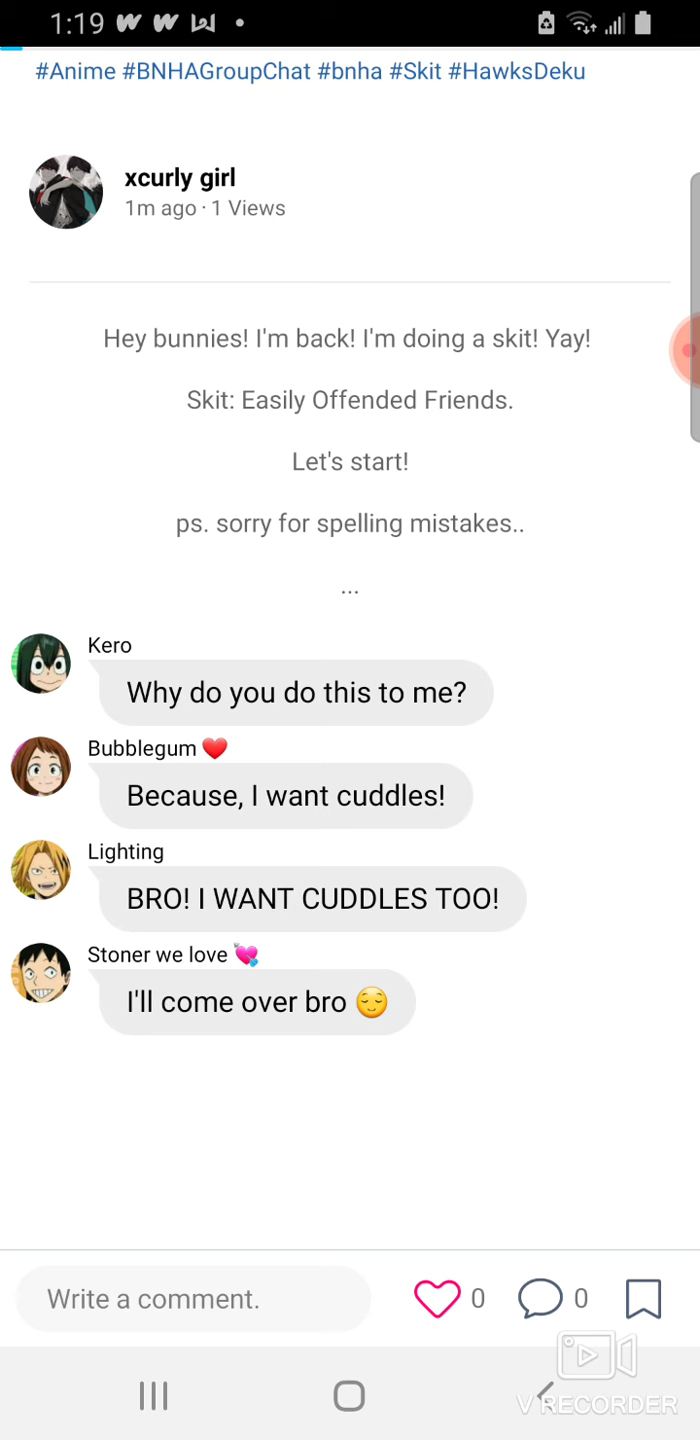 1:19
#Anime #BNHAGroupChat #bnha #Skit #HawksDeku
xcurly girl
1m ago · 1 Views
Hey bunnies! I'm back! I'm doing a skit! Yay!
Skit: Easily Offended Friends.
Let's start!
ps. sorry for spelling mistakes..
...
Kero
Why do you do this to me?
Bubblegum ❤️
Because, I want cuddles!
Lighting
BRO! I WANT CUDDLES TOO!
Stoner we love 💘
I'll come over bro 😌
Write a comment.
0
0
V RECORDER